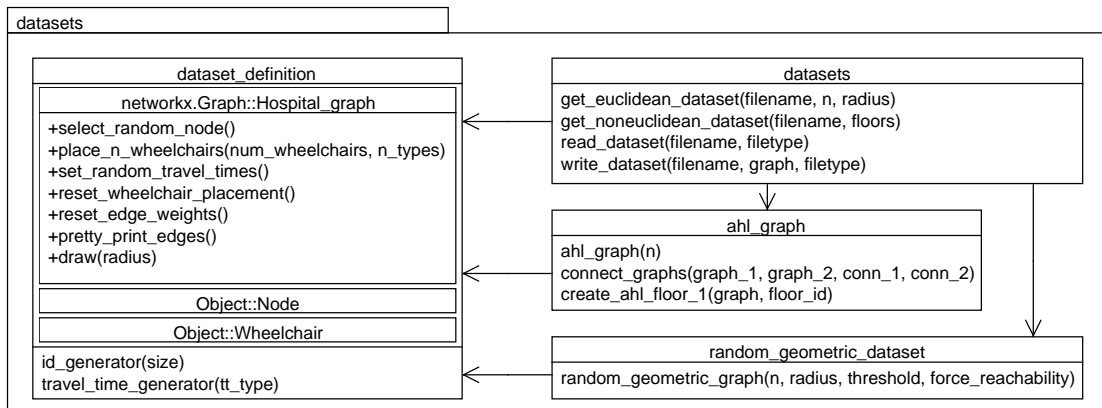 datasets
dataset_definition
networkx.Graph::Hospital_graph
+select_random_node()
+place_n_wheelchairs(num_wheelchairs, n_types)
+set_random_travel_times()
+reset_wheelchair_placement()
+reset_edge_weights()
+pretty_print_edges()
+draw(radius)
Object::Node
Object::Wheelchair
id_generator(size)
travel_time_generator(tt_type)
datasets
get_euclidean_dataset(filename, n, radius)
get_noneuclidean_dataset(filename, floors)
read_dataset(filename, filetype)
write_dataset(filename, graph, filetype)
ahl_graph
ahl_graph(n)
connect_graphs(graph_1, graph_2, conn_1, conn_2)
create_ahl_floor_1(graph, floor_id)
random_geometric_dataset
random_geometric_graph(n, radius, threshold, force_reachability)